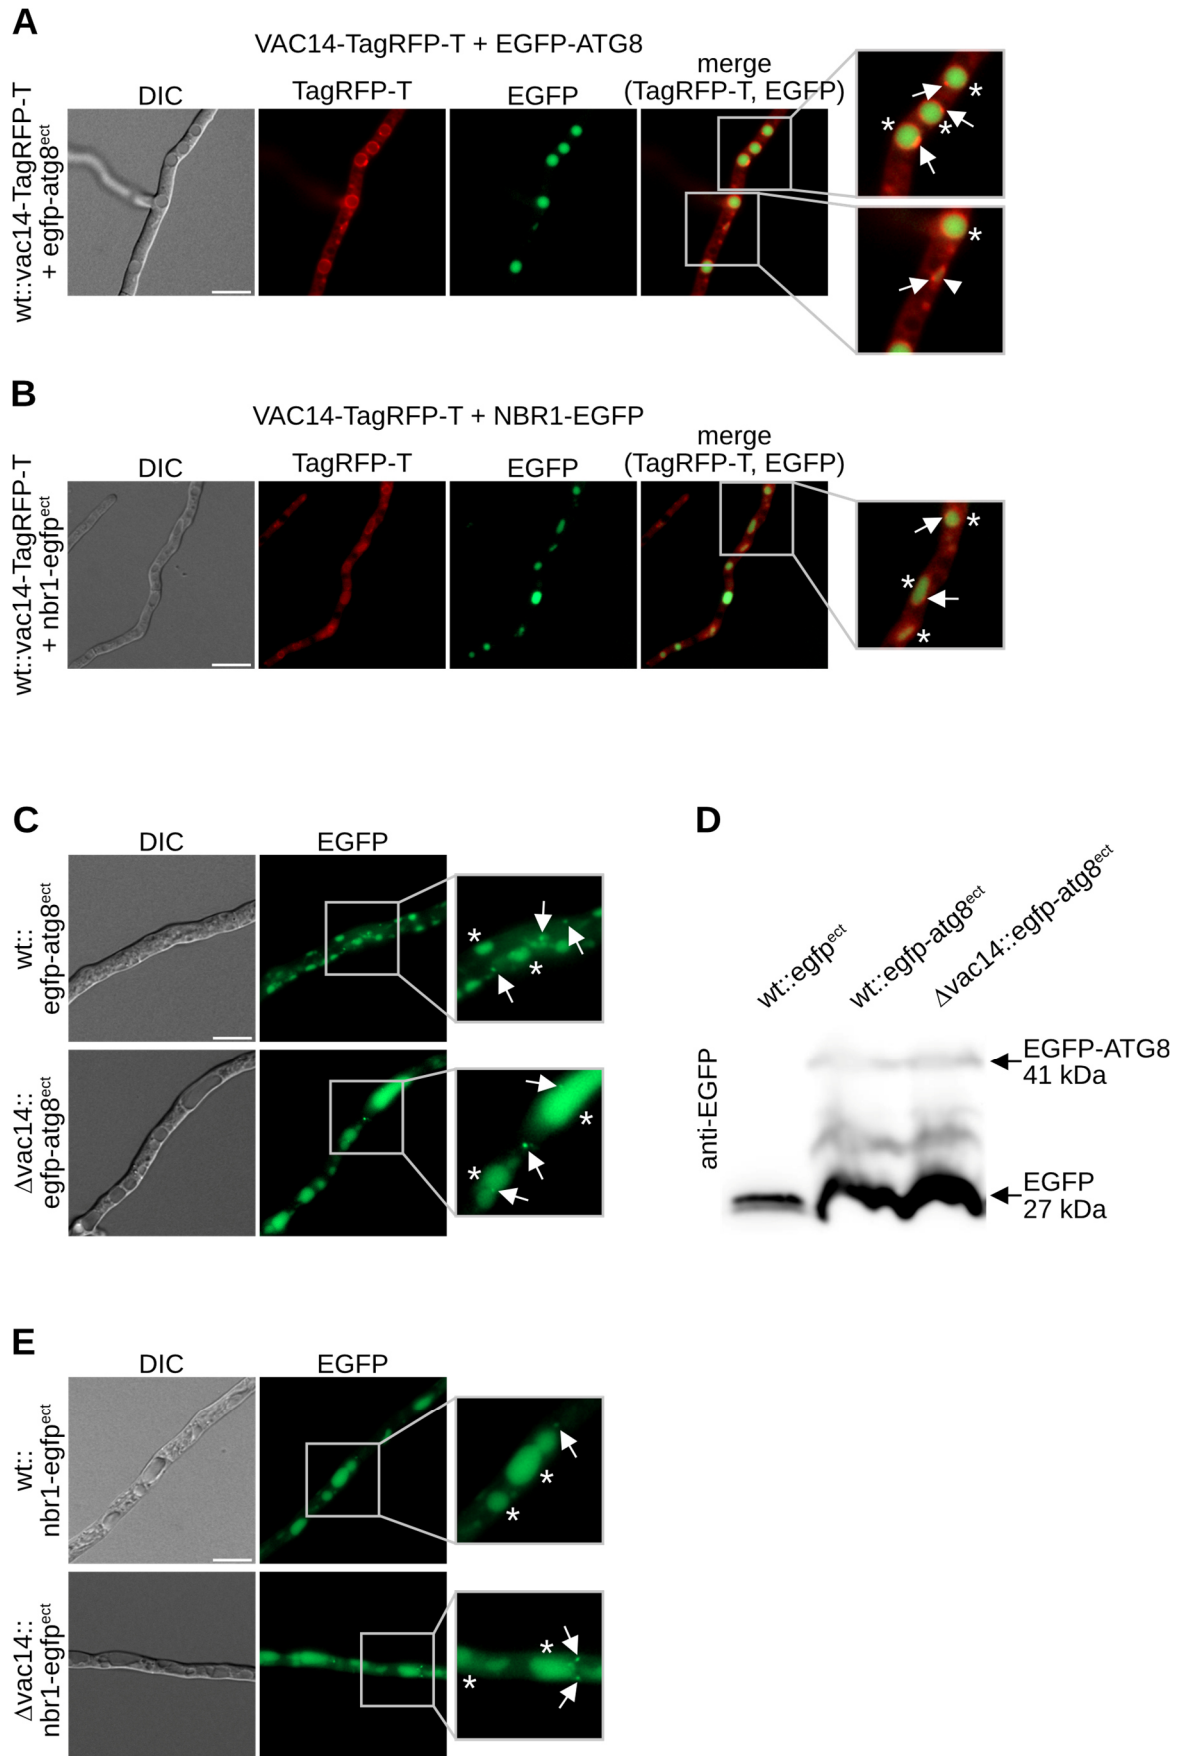 A
VAC14-TagRFP-T + EGFP-ATG8
wt::vac14-TagRFP-T
+ egfp-atg8ect
DIC
TagRFP-T
EGFP
merge
(TagRFP-T, EGFP)
*
*
*
*
B
VAC14-TagRFP-T + NBR1-EGFP
wt::vac14-TagRFP-T
+ nbr1-egfpect
DIC
TagRFP-T
EGFP
merge
(TagRFP-T, EGFP)
*
*
*
C
DIC
EGFP
wt::
egfp-atg8ect
*
*
Δvac14::
egfp-atg8ect
*
*
D
wt::egfpect
wt::egfp-atg8ect
Δvac14::egfp-atg8ect
anti-EGFP
EGFP-ATG8
41 kDa
EGFP
27 kDa
E
DIC
EGFP
wt::
nbr1-egfpect
*
*
Δvac14::
nbr1-egfpect
*
*